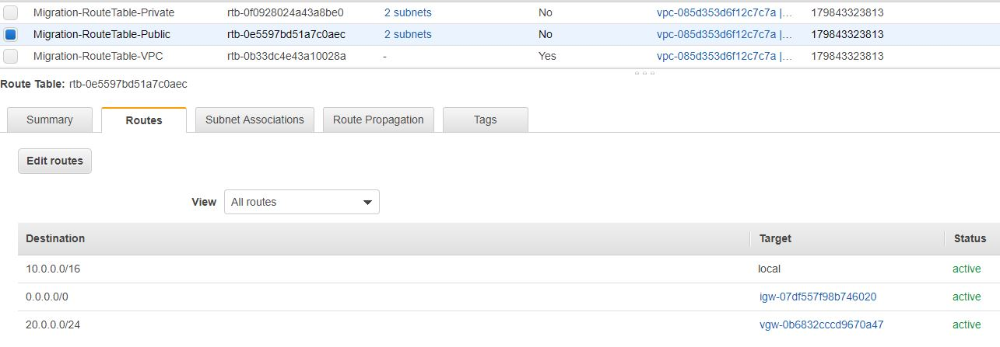 Migration-RouteTable-Private rtb-0f0928024a43a8be0 2 subnets No vpc-085d353d6f12c7c7a |... 179843323813
Migration-RouteTable-Public rtb-0e5597bd51a7c0aec 2 subnets No vpc-085d353d6f12c7c7a |... 179843323813
Migration-RouteTable-VPC rtb-0b33dc4e43a10028a - Yes vpc-085d353d6f12c7c7a |... 179843323813
Route Table: rtb-0e5597bd51a7c0aec
Summary Routes Subnet Associations Route Propagation Tags
Edit routes
View All routes
Destination Target Status
10.0.0.0/16 local active
0.0.0.0/0 igw-07df557f98b746020 active
20.0.0.0/24 vgw-0b6832cccd9670a47 active